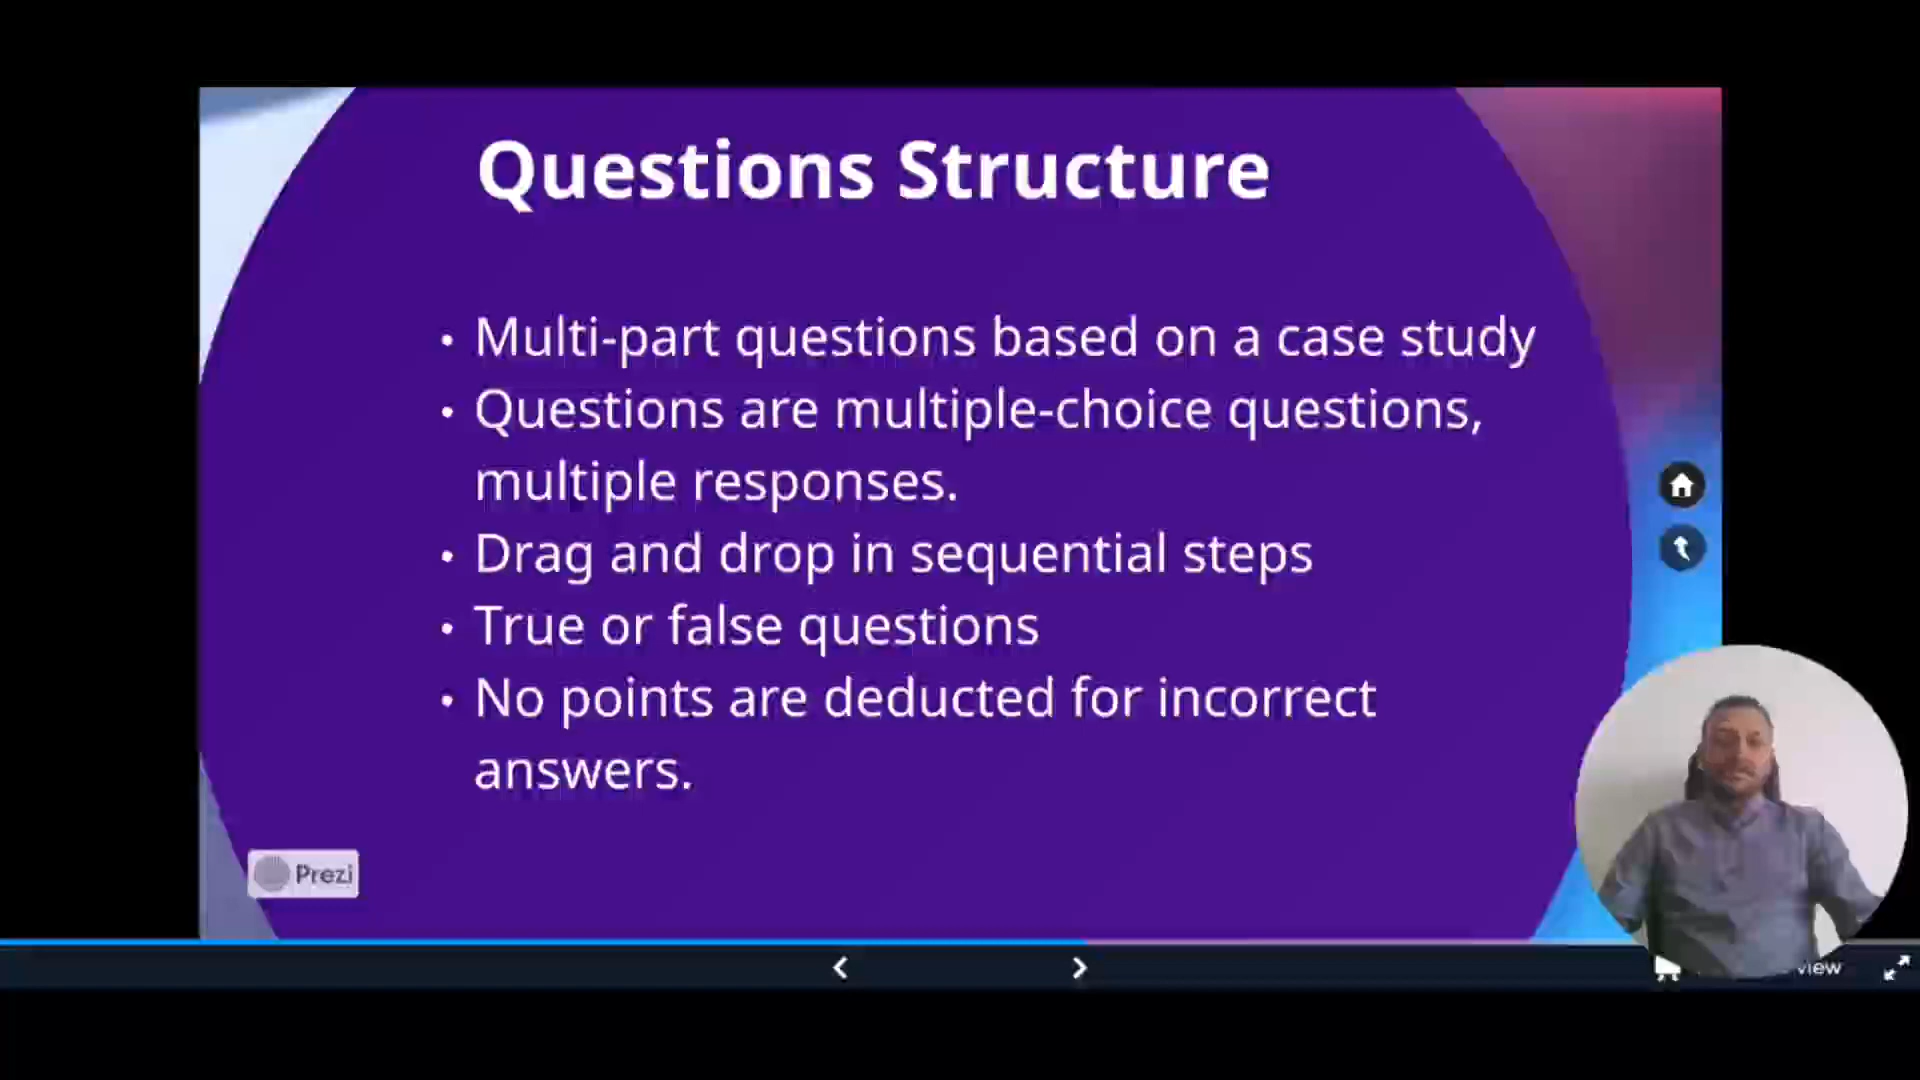 Questions Structure
• Multi-part questions based on a case study
• Questions are multiple-choice questions,
multiple responses.
• Drag and drop in sequential steps
• True or false questions
• No points are deducted for incorrect
answers.
Prezi
view